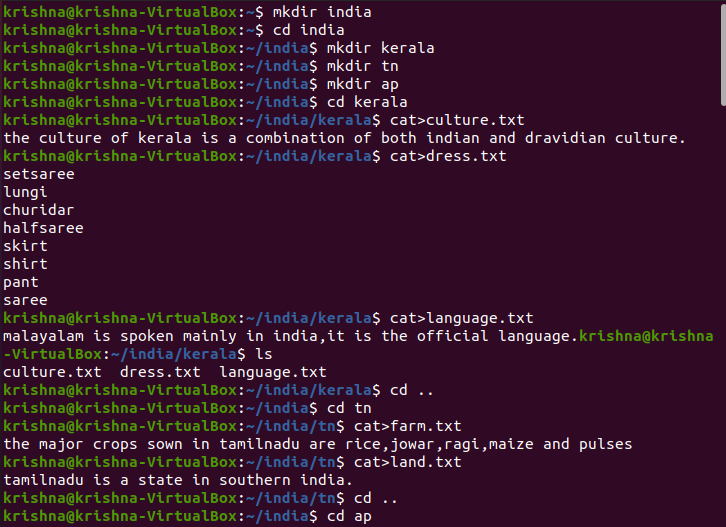 krishna@krishna-VirtualBox:~$ mkdir india
krishna@krishna-VirtualBox:~$ cd india
krishna@krishna-VirtualBox:~/india$ mkdir kerala
krishna@krishna-VirtualBox:~/india$ mkdir tn
krishna@krishna-VirtualBox:~/india$ mkdir ap
krishna@krishna-VirtualBox:~/india$ cd kerala
krishna@krishna-VirtualBox:~/india/kerala$ cat>culture.txt
the culture of kerala is a combination of both indian and dravidian culture.
krishna@krishna-VirtualBox:~/india/kerala$ cat>dress.txt
setsaree
lungi
churidar
halfsaree
skirt
shirt
pant
saree
krishna@krishna-VirtualBox:~/india/kerala$ cat>language.txt
malayalam is spoken mainly in india,it is the official language.krishna@krishna
-VirtualBox:~/india/kerala$ ls
culture.txt  dress.txt  language.txt
krishna@krishna-VirtualBox:~/india/kerala$ cd ..
krishna@krishna-VirtualBox:~/india$ cd tn
krishna@krishna-VirtualBox:~/india/tn$ cat>farm.txt
the major crops sown in tamilnadu are rice,jowar,ragi,maize and pulses
krishna@krishna-VirtualBox:~/india/tn$ cat>land.txt
tamilnadu is a state in southern india.
krishna@krishna-VirtualBox:~/india/tn$ cd ..
krishna@krishna-VirtualBox:~/india$ cd ap